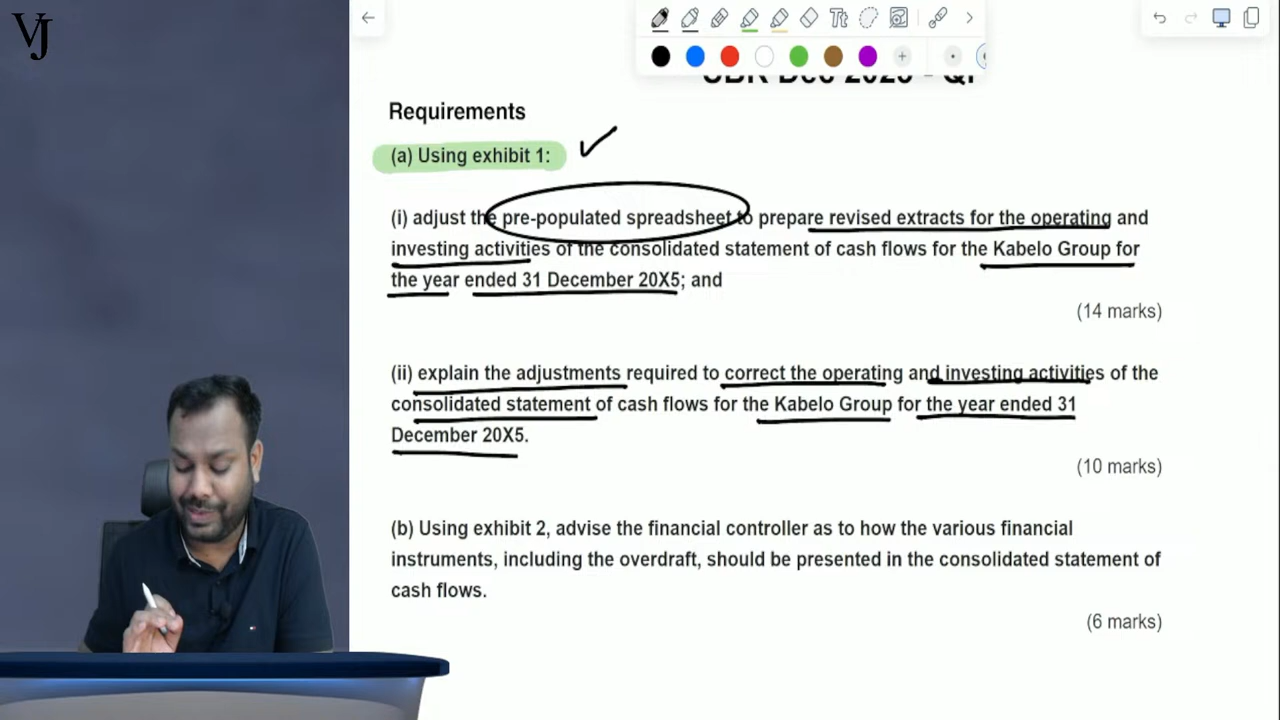 VJ
Tt
SBR Dec 2025 - Q1
Requirements
(a) Using exhibit 1:
(i) adjust the pre-populated spreadsheet to prepare revised extracts for the operating and
investing activities of the consolidated statement of cash flows for the Kabelo Group for
the year ended 31 December 20X5; and
(14 marks)
(ii) explain the adjustments required to correct the operating and investing activities of the
consolidated statement of cash flows for the Kabelo Group for the year ended 31
December 20X5.
(10 marks)
(b) Using exhibit 2, advise the financial controller as to how the various financial
instruments, including the overdraft, should be presented in the consolidated statement of
cash flows.
(6 marks)